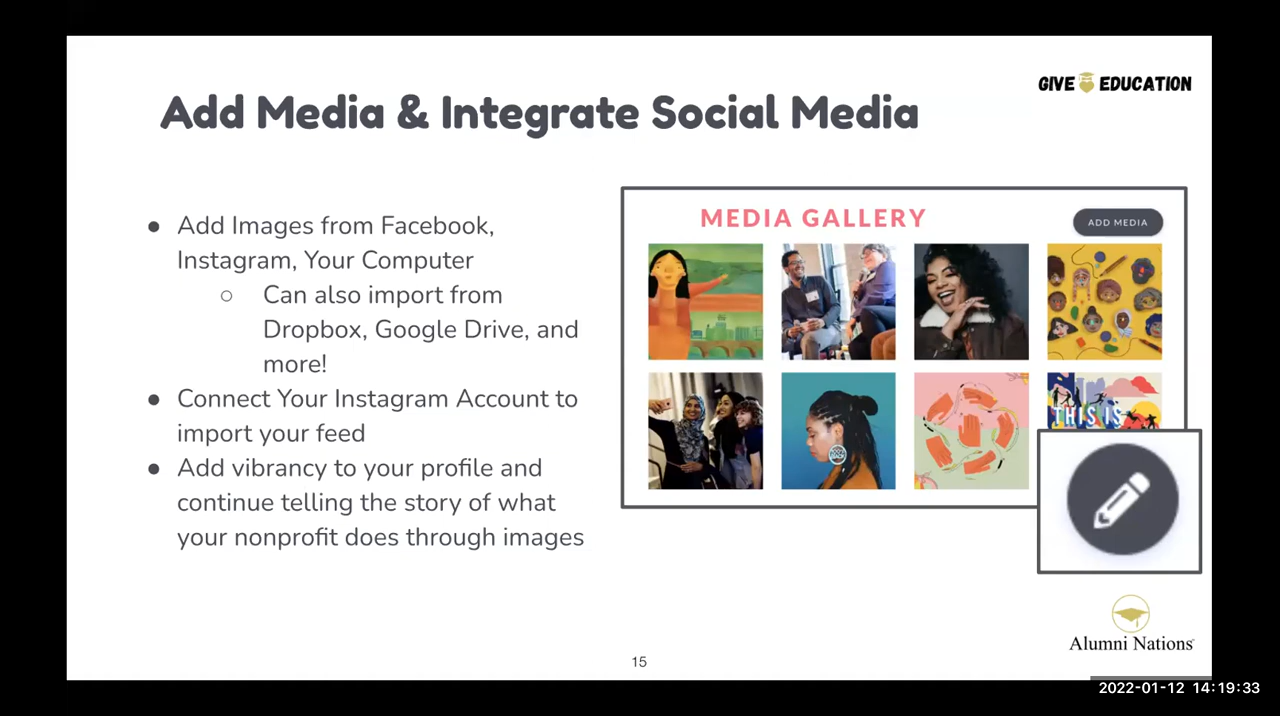 GIVE EDUCATION
Add Media & Integrate Social Media
● Add Images from Facebook,
Instagram, Your Computer
○ Can also import from
Dropbox, Google Drive, and
more!
● Connect Your Instagram Account to
import your feed
● Add vibrancy to your profile and
continue telling the story of what
your nonprofit does through images
MEDIA GALLERY
ADD MEDIA
THIS IS
Alumni Nations
15
2022-01-12 14:19:33